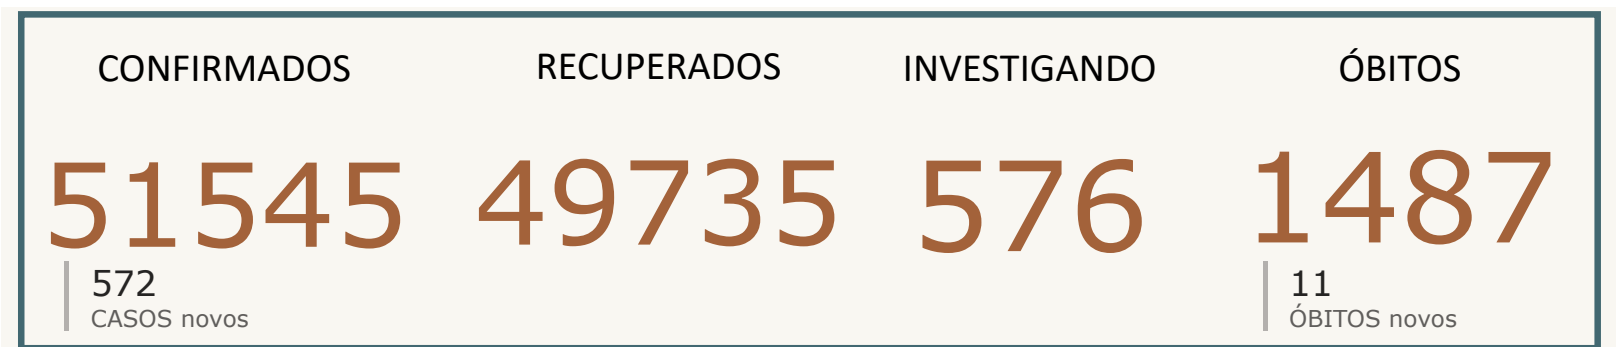 CONFIRMADOS RECUPERADOS INVESTIGANDO ÓBITOS
51545 49735 576 1487
572 11
CASOS novos ÓBITOS novos